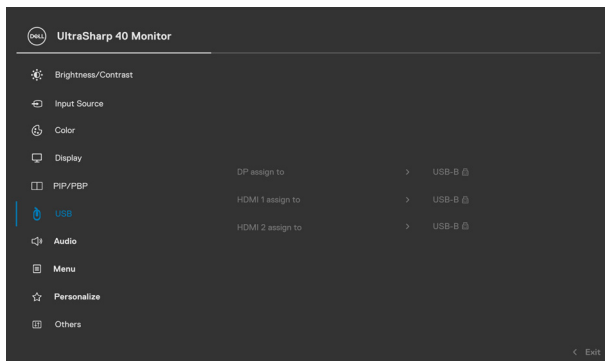 DELL UltraSharp 40 Monitor
Brightness/Contrast
Input Source
Color
Display
DP assign to > USB-B
PIP/PBP
HDMI 1 assign to > USB-B
USB
HDMI 2 assign to > USB-B
Audio
Menu
Personalize
Others
< Exit